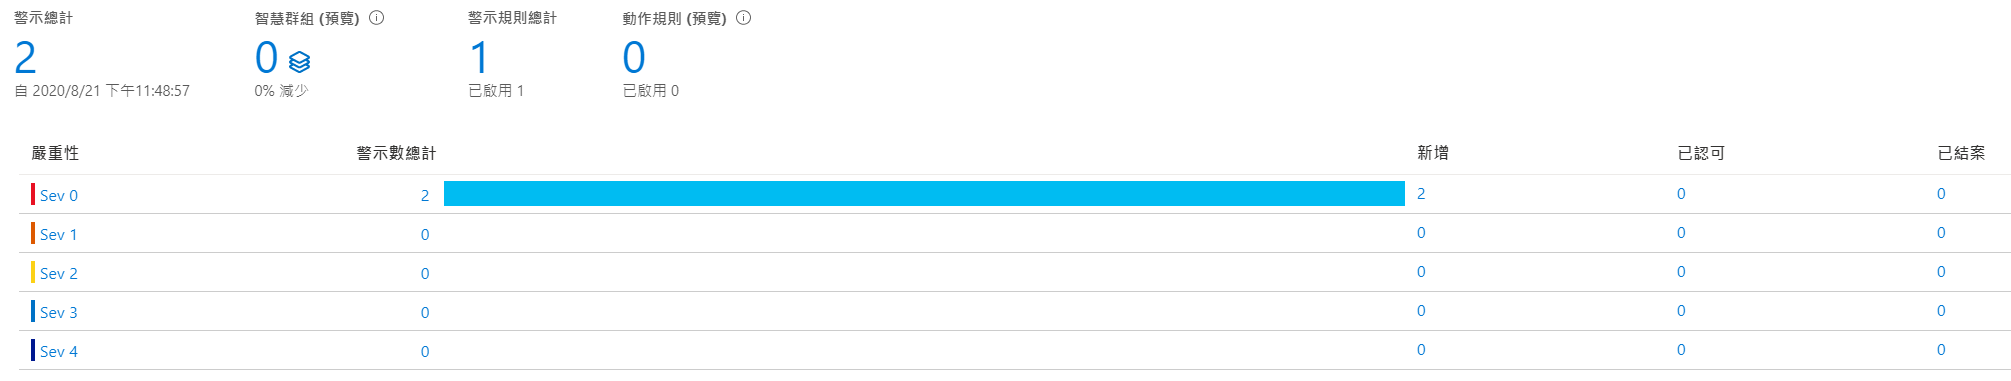 警示總計 智慧群組 (預覽) 警示規則總計 動作規則 (預覽)
2 0 1 0
自 2020/8/21 下午11:48:57 0% 減少 已啟用 1 已啟用 0
嚴重性 警示數總計 新增 已認可 已結案
Sev 0 2 2 0 0
Sev 1 0 0 0 0
Sev 2 0 0 0 0
Sev 3 0 0 0 0
Sev 4 0 0 0 0